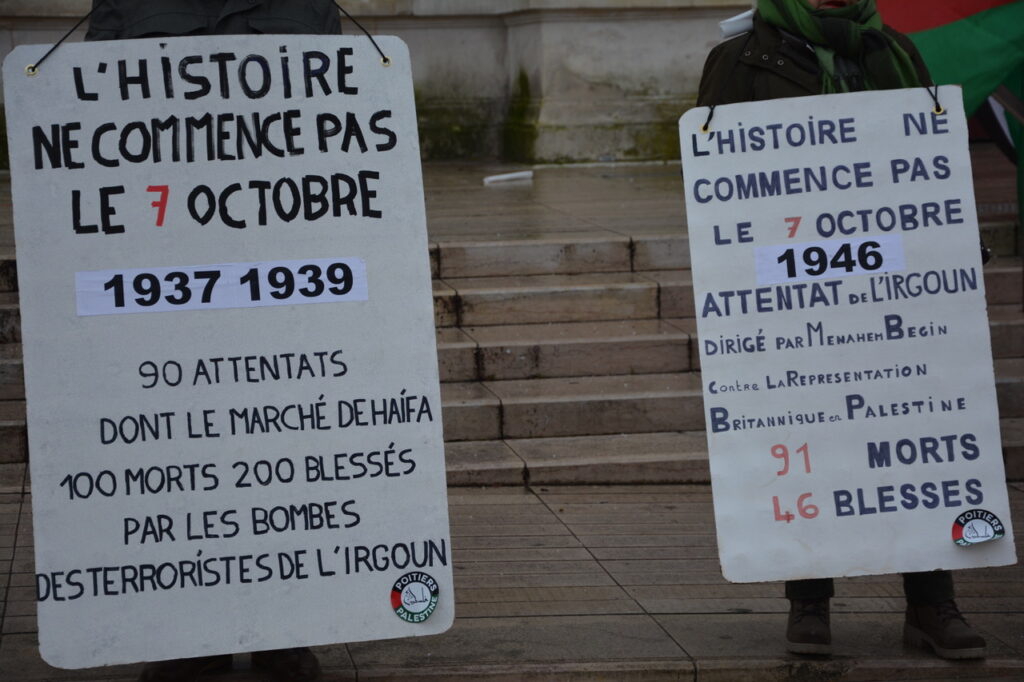 L'HISTOIRE
NE COMMENCE PAS
LE 7 OCTOBRE
1937 1939
90 ATTENTATS
DONT LE MARCHÉ DE HAÏFA
100 MORTS 200 BLESSÉS
PAR LES BOMBES
DES TERRORISTES DE L'IRGOUN
POITIERS
PALESTINE
L'HISTOIRE NE
COMMENCE PAS
LE 7 OCTOBRE
1946
ATTENTAT DE L'IRGOUN
DIRIGÉ PAR MENAHEM BEGIN
Contre LA REPRESENTATION
BRITANNIQUE en PALESTINE
91 MORTS
46 BLESSES
POITIERS
PALESTINE